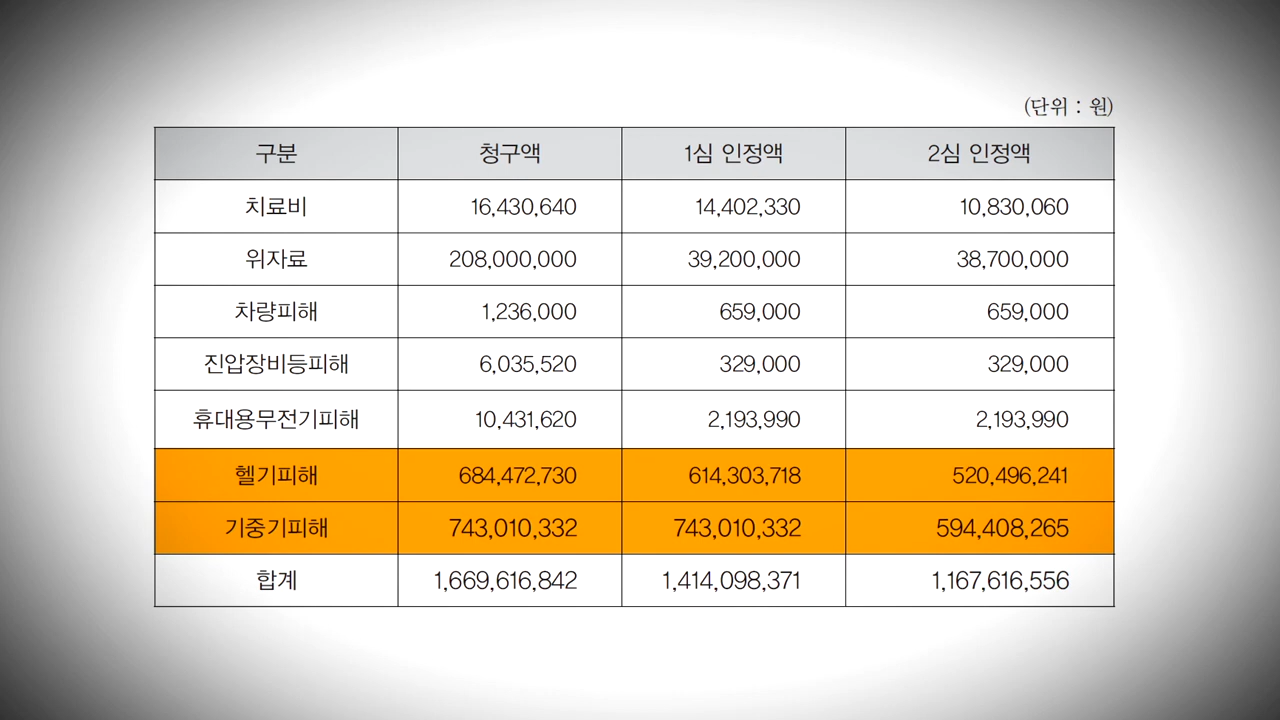 (단위 : 원)
구분 청구액 1심 인정액 2심 인정액
치료비 16,430,640 14,402,330 10,830,060
위자료 208,000,000 39,200,000 38,700,000
차량피해 1,236,000 659,000 659,000
진압장비등피해 6,035,520 329,000 329,000
휴대용무전기피해 10,431,620 2,193,990 2,193,990
헬기피해 684,472,730 614,303,718 520,496,241
기중기피해 743,010,332 743,010,332 594,408,265
합계 1,669,616,842 1,414,098,371 1,167,616,556